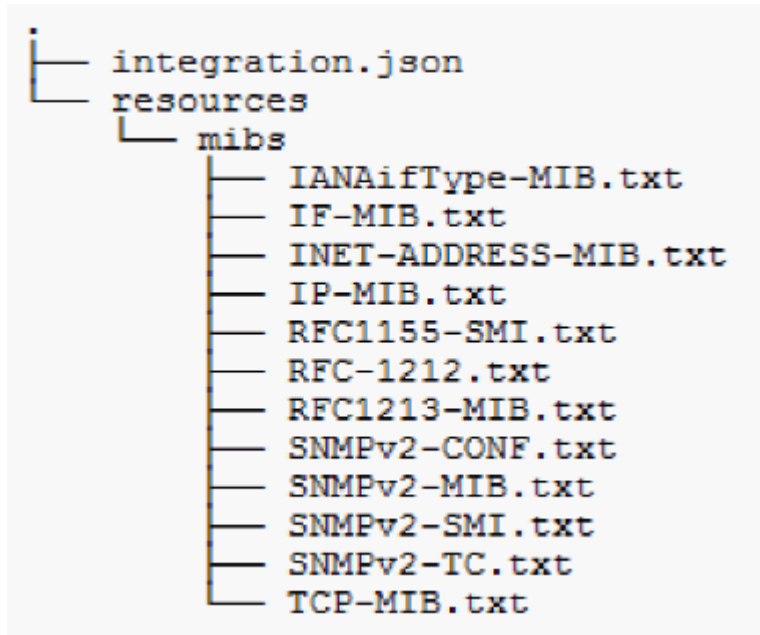 .
├── integration.json
└── resources
    └── mibs
        ├── IANAifType-MIB.txt
        ├── IF-MIB.txt
        ├── INET-ADDRESS-MIB.txt
        ├── IP-MIB.txt
        ├── RFC1155-SMI.txt
        ├── RFC-1212.txt
        ├── RFC1213-MIB.txt
        ├── SNMPv2-CONF.txt
        ├── SNMPv2-MIB.txt
        ├── SNMPv2-SMI.txt
        ├── SNMPv2-TC.txt
        └── TCP-MIB.txt